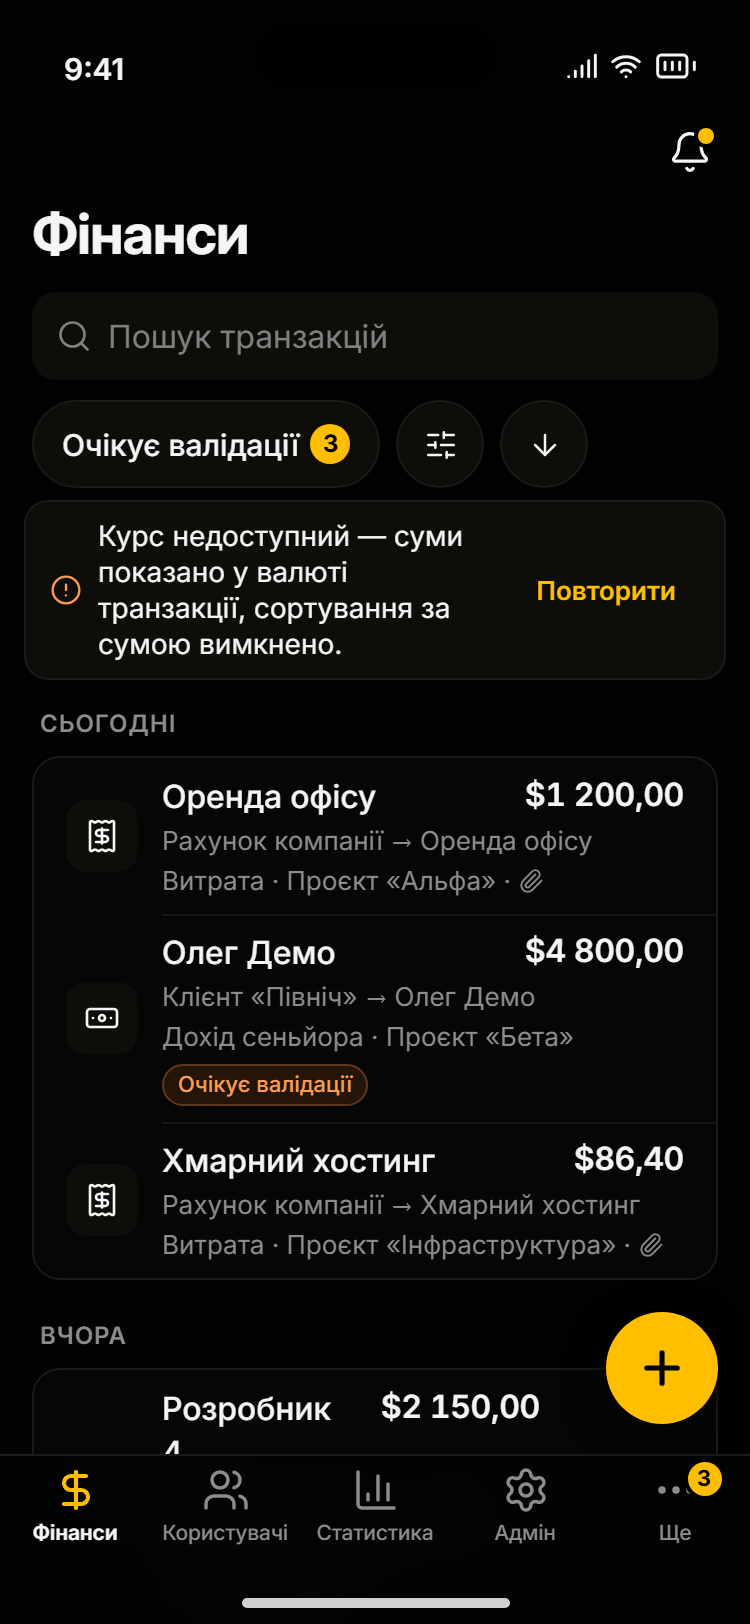 9:41
Фінанси
Пошук транзакцій
Очікує валідації 3
Курс недоступний — суми
показано у валюті
транзакції, сортування за
сумою вимкнено.
Повторити
СЬОГОДНІ
Оренда офісу $1 200,00
Рахунок компанії → Оренда офісу
Витрата · Проєкт «Альфа» ·
Олег Демо $4 800,00
Клієнт «Північ» → Олег Демо
Дохід сеньйора · Проєкт «Бета»
Очікує валідації
Хмарний хостинг $86,40
Рахунок компанії → Хмарний хостинг
Витрата · Проєкт «Інфраструктура» ·
ВЧОРА
Розробник $2 150,00
3
Фінанси Користувачі Статистика Адмін Ще